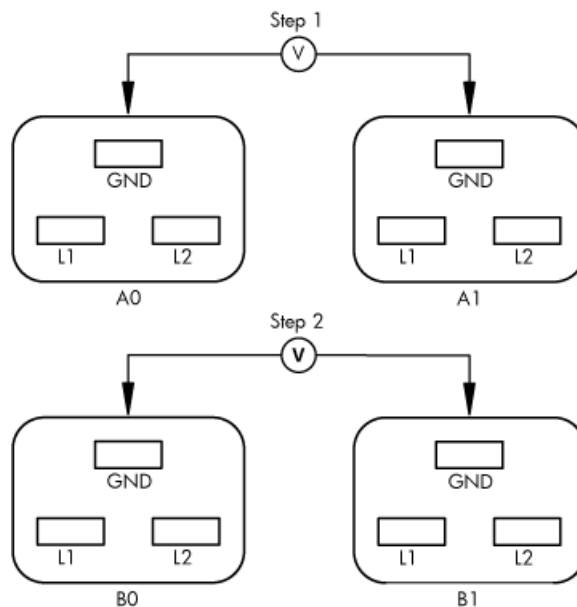 Step 1
V
GND GND
L1 L2 L1 L2
A0 A1
Step 2
V
GND GND
L1 L2 L1 L2
B0 B1